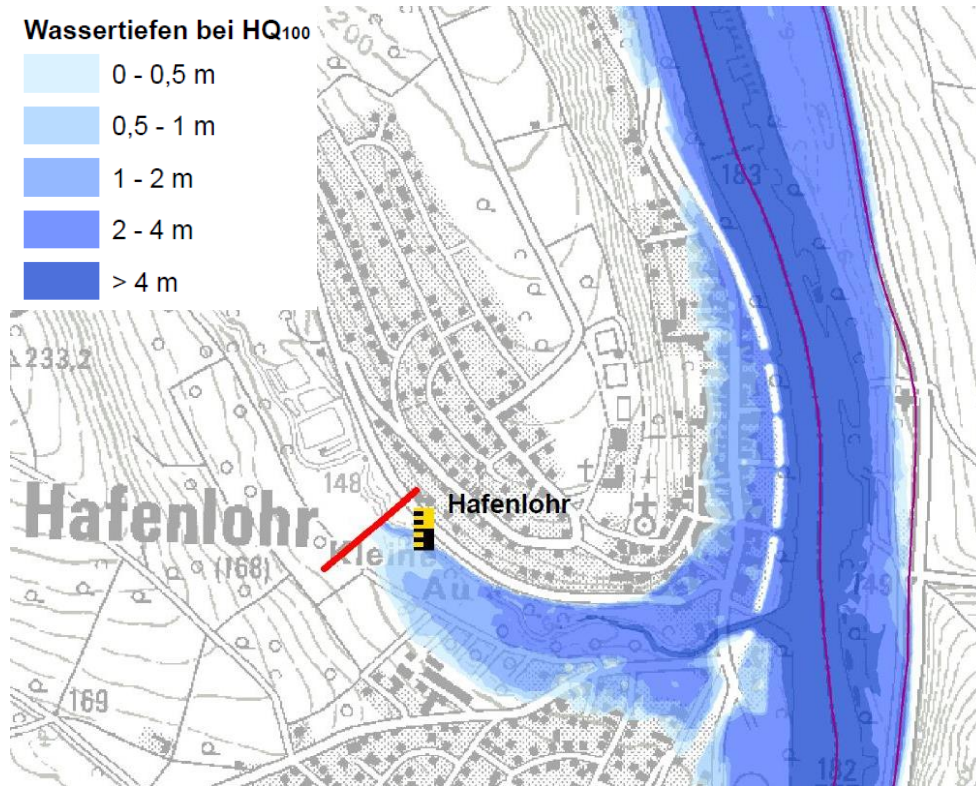 Wassertiefen bei HQ100
0 - 0,5 m
0,5 - 1 m
1 - 2 m
2 - 4 m
> 4 m
200
183
233,2
148
Hafenlohr
Hafenlohr
Kleine
(168)
Au
149
169
182